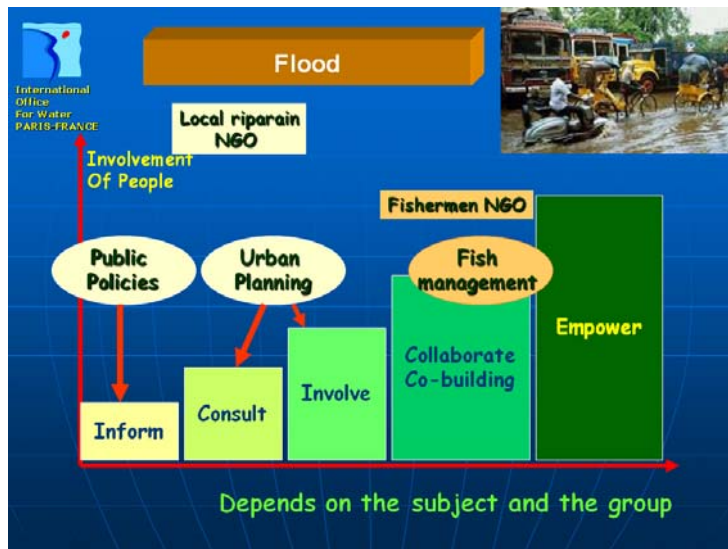 International
Office
For Water
PARIS-FRANCE
Flood
Local riparain
NGO
Involvement
Of People
Fishermen NGO
Public
Policies
Urban
Planning
Fish
management
Inform
Consult
Involve
Collaborate
Co-building
Empower
Depends on the subject and the group